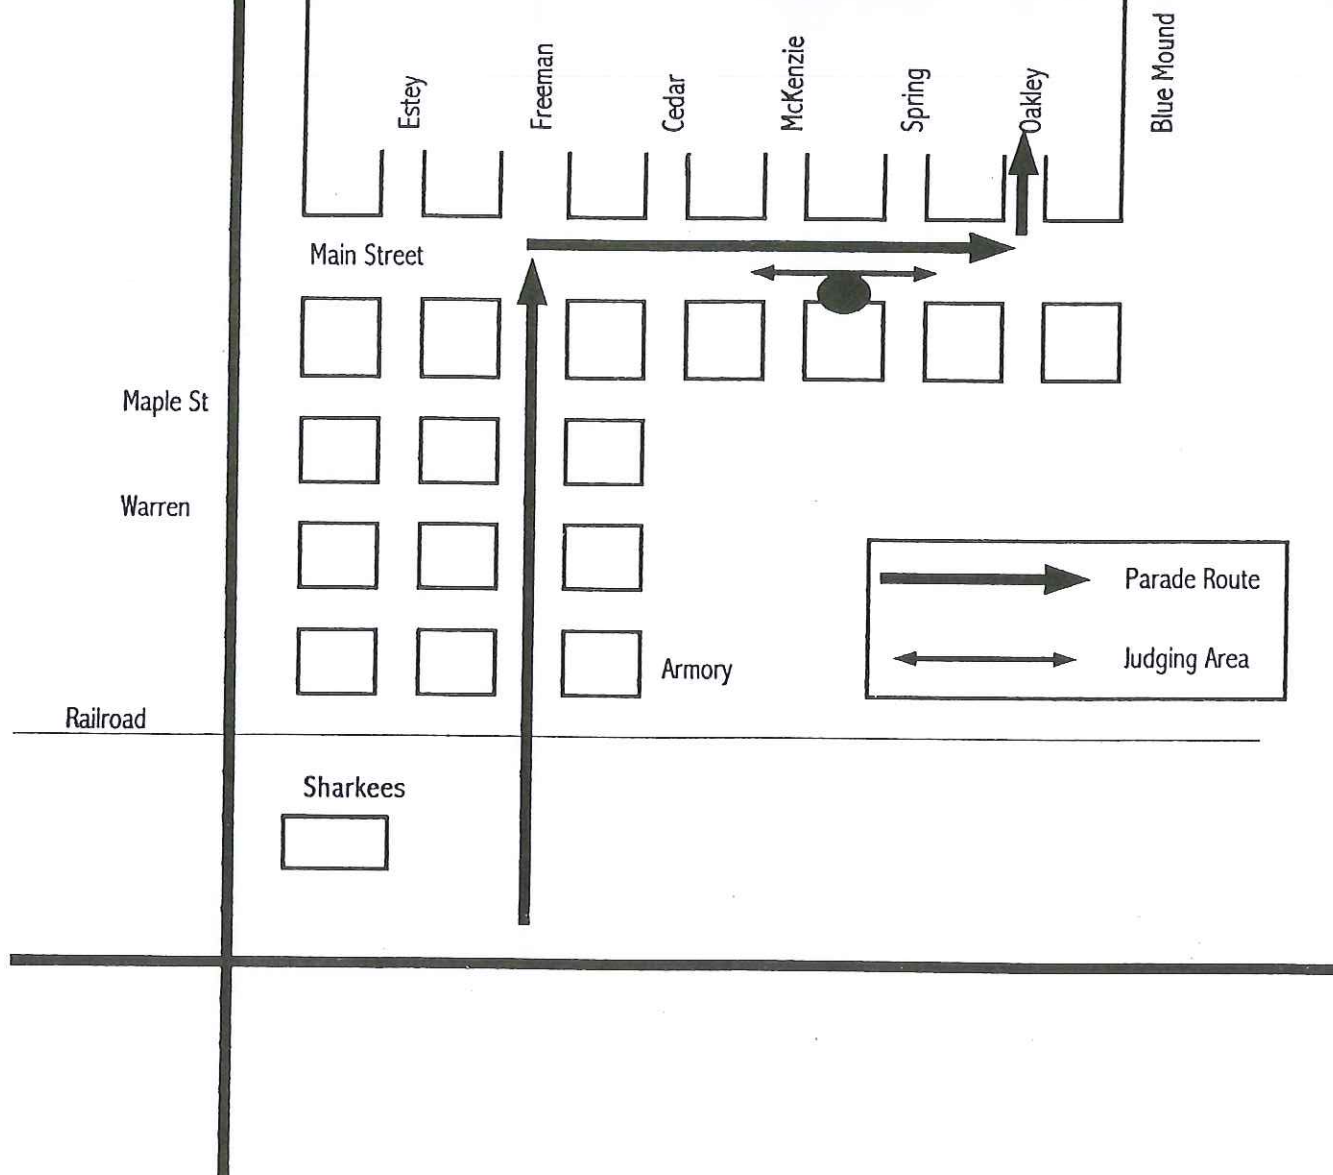 Estey
Freeman
Cedar
McKenzie
Spring
Oakley
Blue Mound
Main Street
Maple St
Warren
Parade Route
Judging Area
Armory
Railroad
Sharkees